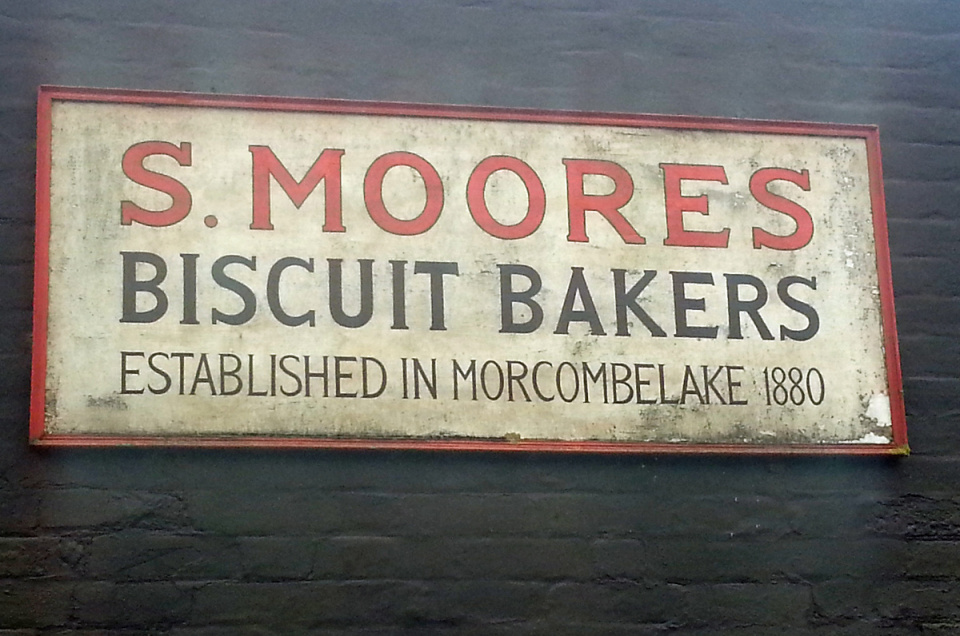 S. MOORES
BISCUIT BAKERS
ESTABLISHED IN MORCOMBELAKE 1880